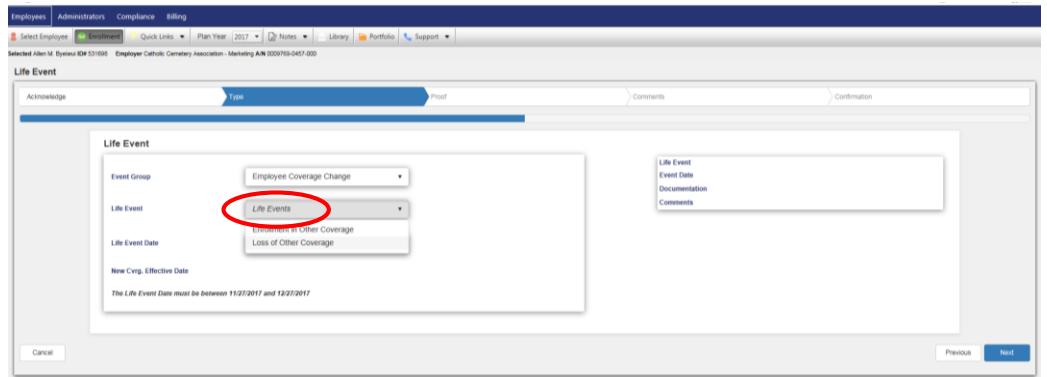 Employees Administrators Compliance Billing
Select Employee Enrollment Quick Links Plan Year 2017 Notes Library Portfolio Support
Selected Allen M. Byeieui ID# 531698 Employer Catholic Cemetery Association - Marketing A/N 0009769-0457-000
Life Event
Acknowledge Type Proof Comments Confirmation
Life Event
Life Event
Event Group Employee Coverage Change
Event Date
Documentation
Comments
Life Event Life Events
Enrollment in Other Coverage
Life Event Date Loss of Other Coverage
New Cvrg. Effective Date
The Life Event Date must be between 11/27/2017 and 12/27/2017
Cancel Previous Next